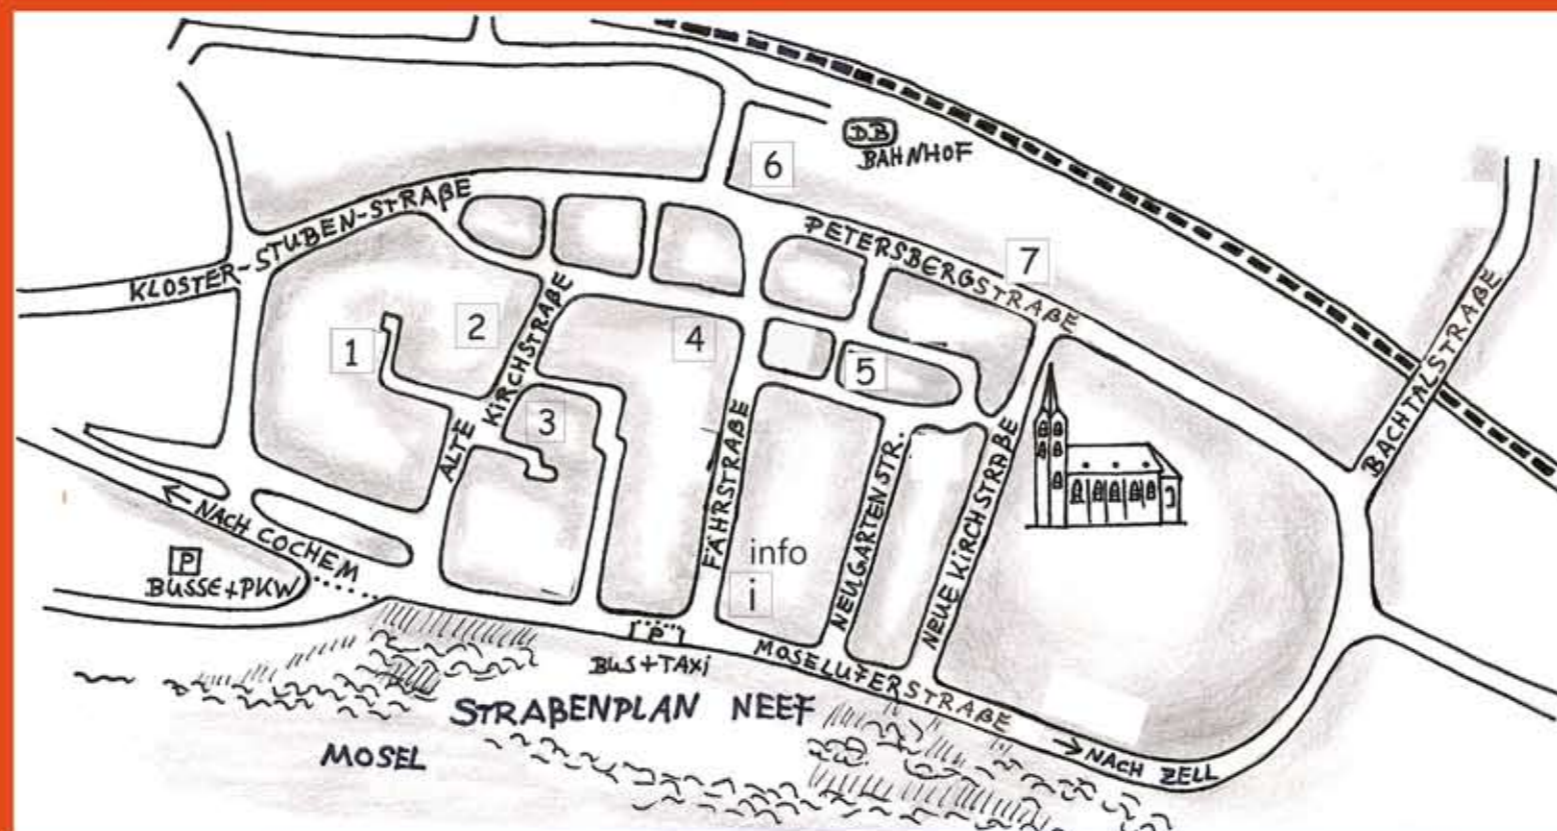 DB
BAHNHOF
6
KLOSTER-STUBEN-STRAßE
PETERSBERGSTRAßE
7
BACHTALSTRAßE
1
2
ALTE KIRCHSTRAßE
3
4
5
FÄHRSTRAßE
NEUGARTENSTR.
NEUE KIRCHSTRAßE
info
i
← NACH COCHEM
P
BUSSE+PKW
P
BUS+TAXi
MOSELUFERSTRAßE
→ NACH ZELL
STRAßENPLAN NEEF
MOSEL